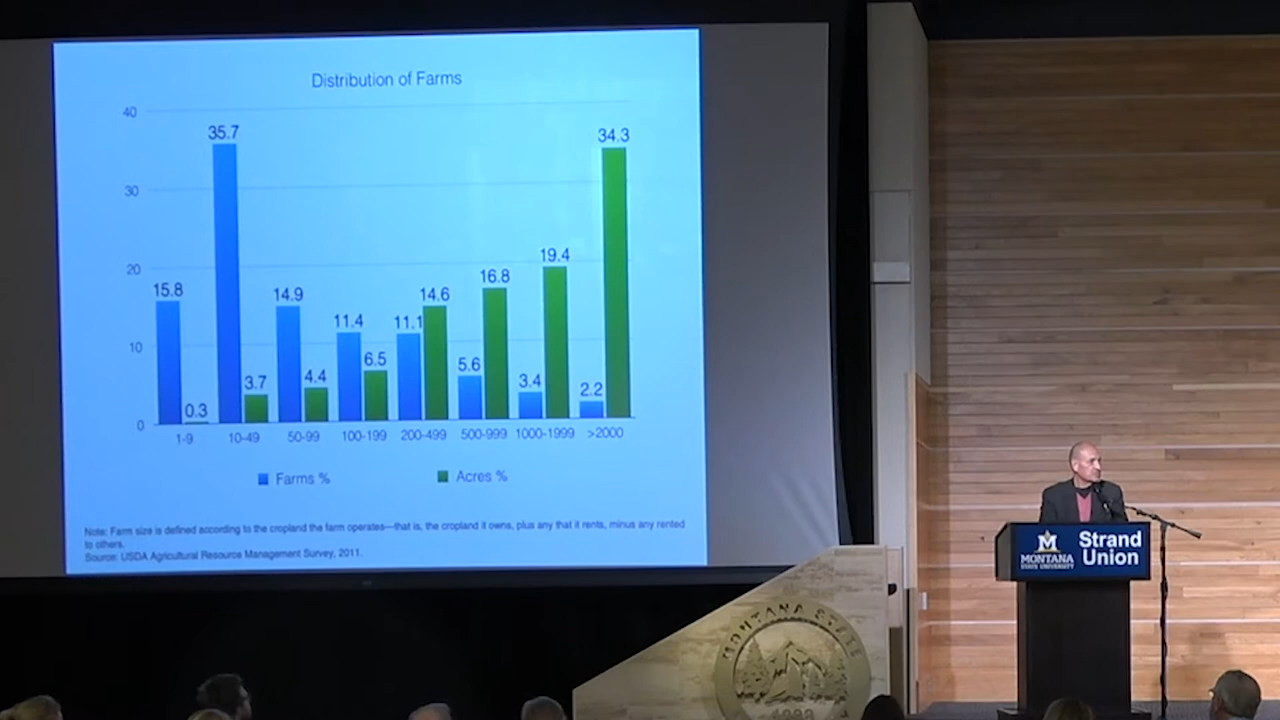 Distribution of Farms
40
35.7
34.3
30
20
19.4
16.8
15.8
14.9
14.6
11.4
11.1
10
6.5
5.6
4.4
3.7
3.4
2.2
0.3
0
1-9 10-49 50-99 100-199 200-499 500-999 1000-1999 >2000
Farms % Acres %
Note: Farm size is defined according to the cropland the farm operates—that is, the cropland it owns, plus any that it rents, minus any rented
to others.
Source: USDA Agricultural Resource Management Survey, 2011.
M
MONTANA
STATE UNIVERSITY
Strand
Union
MONTANA STATE
1893